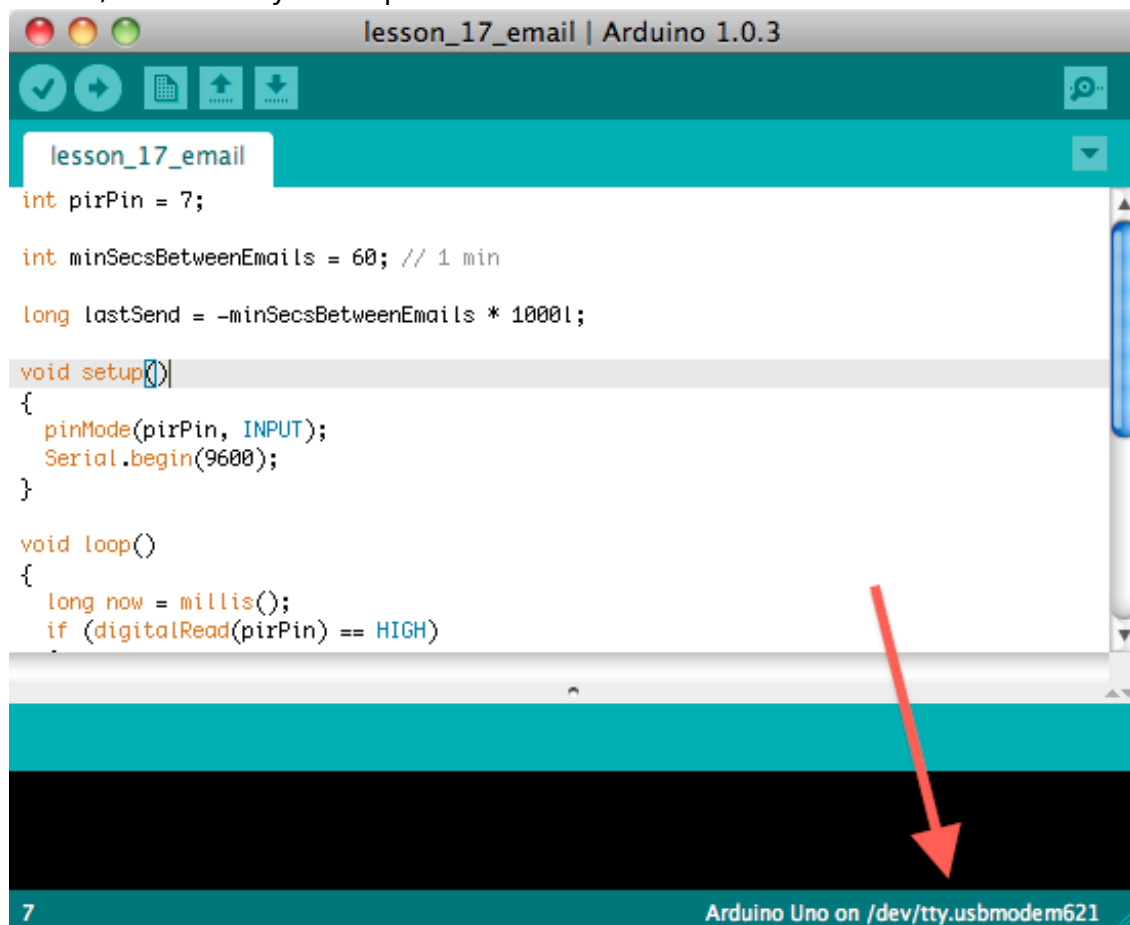 lesson_17_email | Arduino 1.0.3
lesson_17_email
int pirPin = 7;
int minSecsBetweenEmails = 60; // 1 min
long lastSend = -minSecsBetweenEmails * 1000l;
void setup()
{
pinMode(pirPin, INPUT);
Serial.begin(9600);
}
void loop()
{
long now = millis();
if (digitalRead(pirPin) == HIGH)
7
Arduino Uno on /dev/tty.usbmodem621